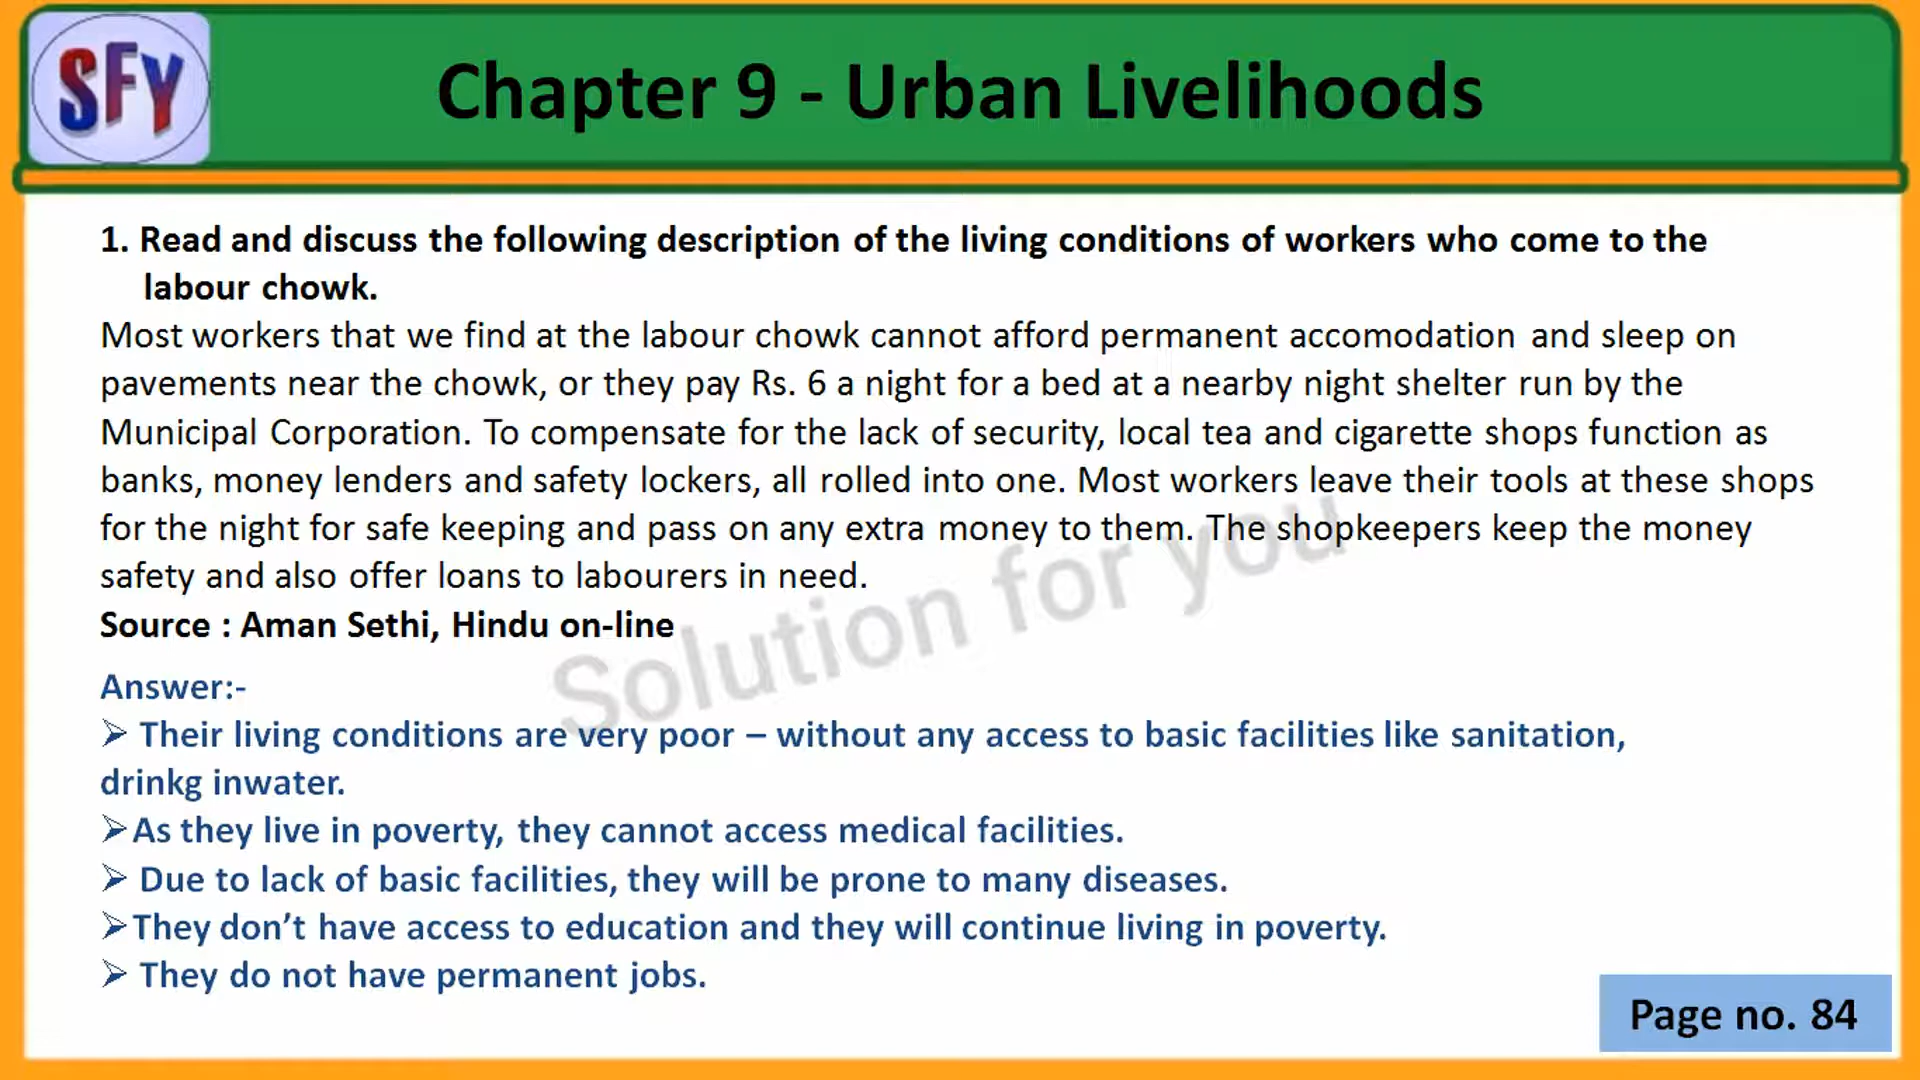 SFY
Chapter 9 - Urban Livelihoods
1. Read and discuss the following description of the living conditions of workers who come to the
labour chowk.
Most workers that we find at the labour chowk cannot afford permanent accomodation and sleep on
pavements near the chowk, or they pay Rs. 6 a night for a bed at a nearby night shelter run by the
Municipal Corporation. To compensate for the lack of security, local tea and cigarette shops function as
banks, money lenders and safety lockers, all rolled into one. Most workers leave their tools at these shops
for the night for safe keeping and pass on any extra money to them. The shopkeepers keep the money
safety and also offer loans to labourers in need.
Source : Aman Sethi, Hindu on-line
Solution for you
Answer:-
➢ Their living conditions are very poor – without any access to basic facilities like sanitation,
drinkg inwater.
➢As they live in poverty, they cannot access medical facilities.
➢ Due to lack of basic facilities, they will be prone to many diseases.
➢They don’t have access to education and they will continue living in poverty.
➢ They do not have permanent jobs.
Page no. 84